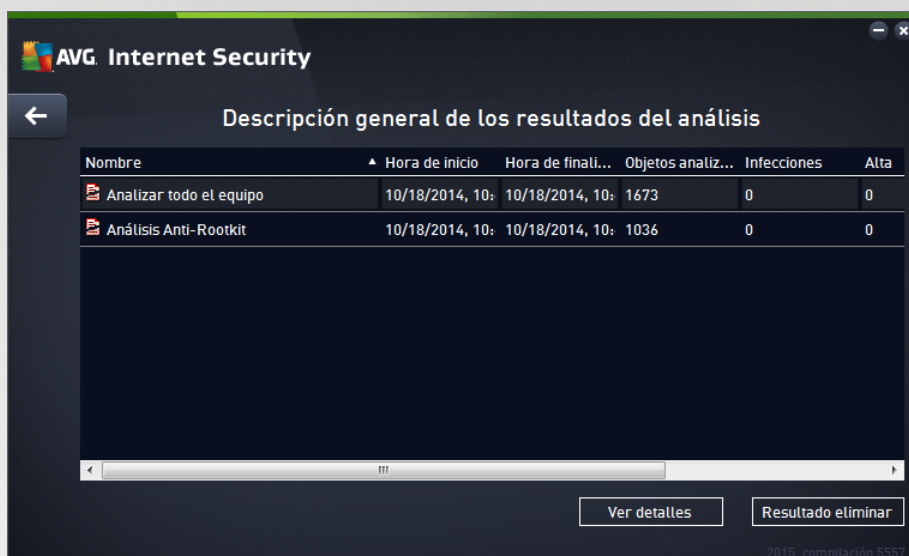 AVG. Internet Security
Descripción general de los resultados del análisis
Nombre Hora de inicio Hora de finali... Objetos analiz... Infecciones Alta
Analizar todo el equipo 10/18/2014, 10: 10/18/2014, 10: 1673 0 0
Análisis Anti-Rootkit 10/18/2014, 10: 10/18/2014, 10: 1036 0 0
Ver detalles Resultado eliminar
2015, compilación 5557